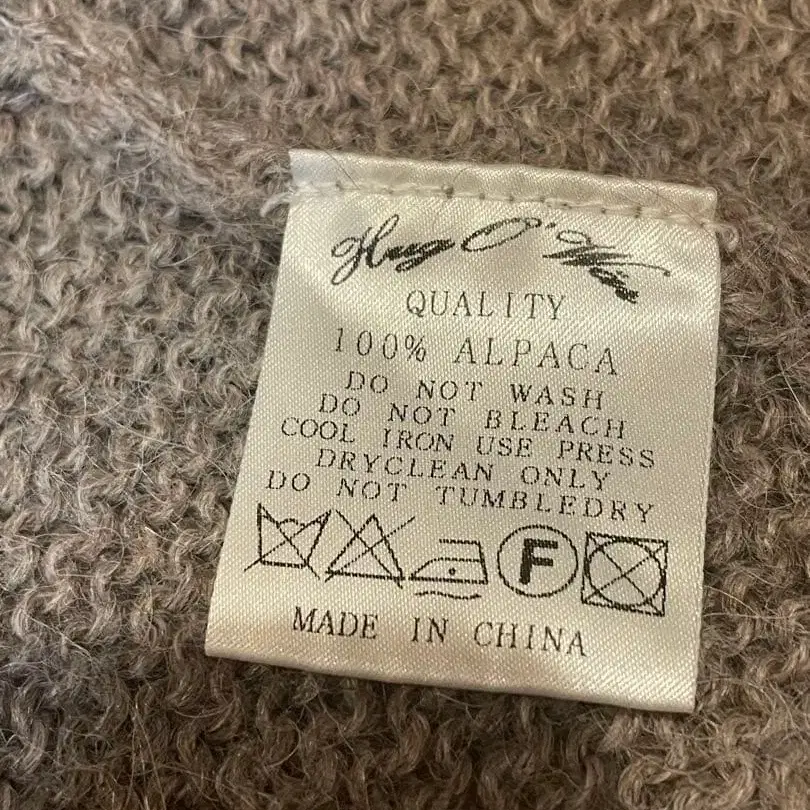 Hug O' War
QUALITY
100% ALPACA
DO NOT WASH
DO NOT BLEACH
COOL IRON USE PRESS
DRYCLEAN ONLY
DO NOT TUMBLEDRY
F
MADE IN CHINA